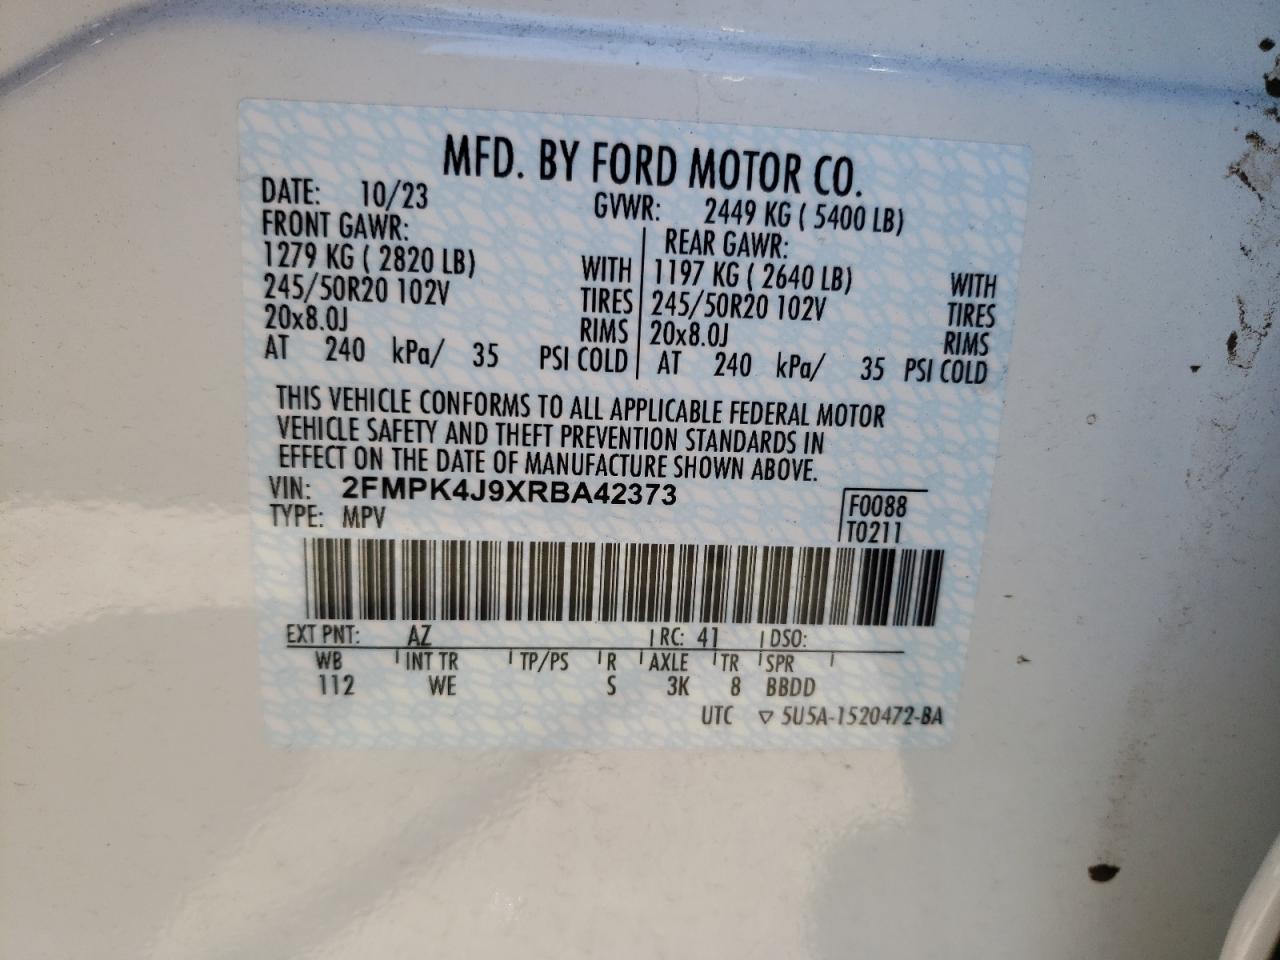 MFD. BY FORD MOTOR CO.
DATE: 10/23 GVWR: 2449 KG ( 5400 LB)
FRONT GAWR: REAR GAWR:
1279 KG ( 2820 LB) WITH 1197 KG ( 2640 LB) WITH
245/50R20 102V TIRES 245/50R20 102V TIRES
20x8.0J RIMS 20x8.0J RIMS
AT 240 kPa/ 35 PSI COLD AT 240 kPa/ 35 PSI COLD
THIS VEHICLE CONFORMS TO ALL APPLICABLE FEDERAL MOTOR
VEHICLE SAFETY AND THEFT PREVENTION STANDARDS IN
EFFECT ON THE DATE OF MANUFACTURE SHOWN ABOVE.
VIN: 2FMPK4J9XRBA42373 F0088
TYPE: MPV T0211
EXT PNT: AZ RC: 41 DSO:
WB INT TR TP/PS R AXLE TR SPR
112 WE S 3K 8 BBDD
UTC ▽ 5U5A-1520472-BA